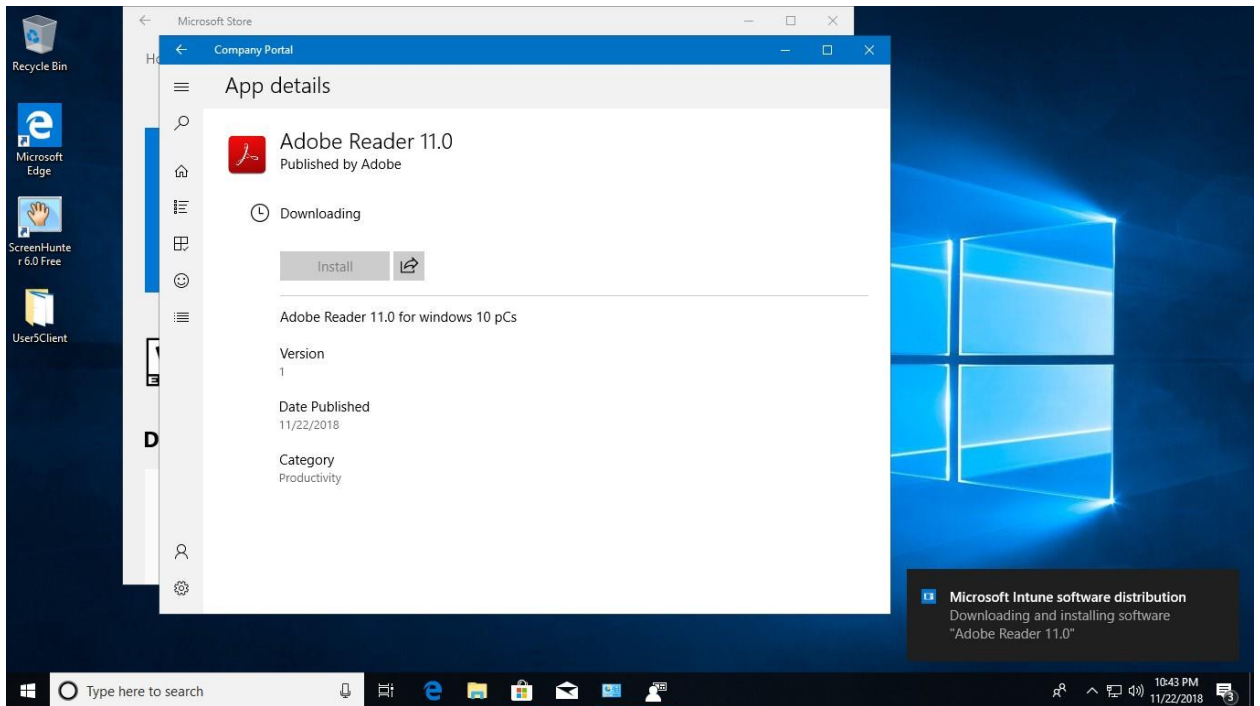 Recycle Bin
Microsoft
Edge
ScreenHunte
r 6.0 Free
User5Client
Microsoft Store
Ho
D
Company Portal
App details
Adobe Reader 11.0
Published by Adobe
Downloading
Install
Adobe Reader 11.0 for windows 10 pCs
Version
1
Date Published
11/22/2018
Category
Productivity
Microsoft Intune software distribution
Downloading and installing software
"Adobe Reader 11.0"
Type here to search
10:43 PM
11/22/2018
3